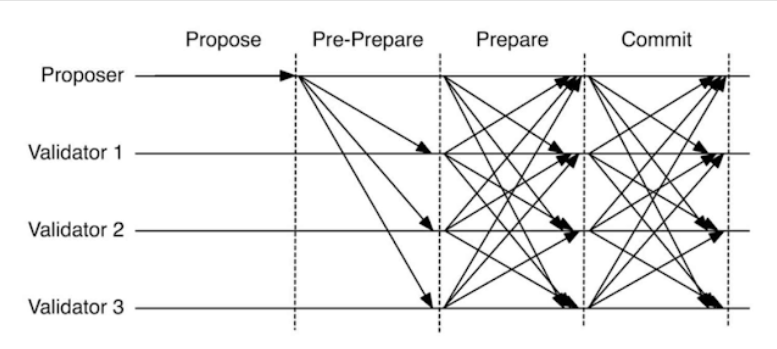 Propose Pre-Prepare Prepare Commit
Proposer
Validator 1
Validator 2
Validator 3